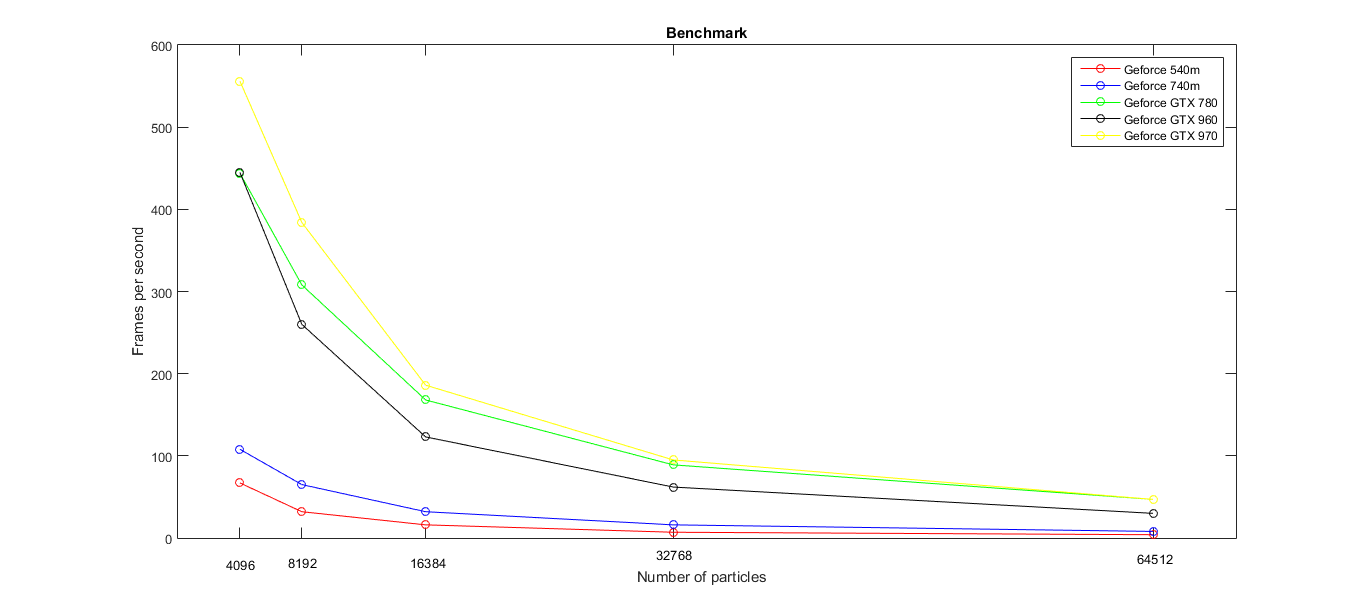 Benchmark
600
500
400
300
200
100
0
Frames per second
Geforce 540m
Geforce 740m
Geforce GTX 780
Geforce GTX 960
Geforce GTX 970
4096 8192 16384 32768 64512
Number of particles